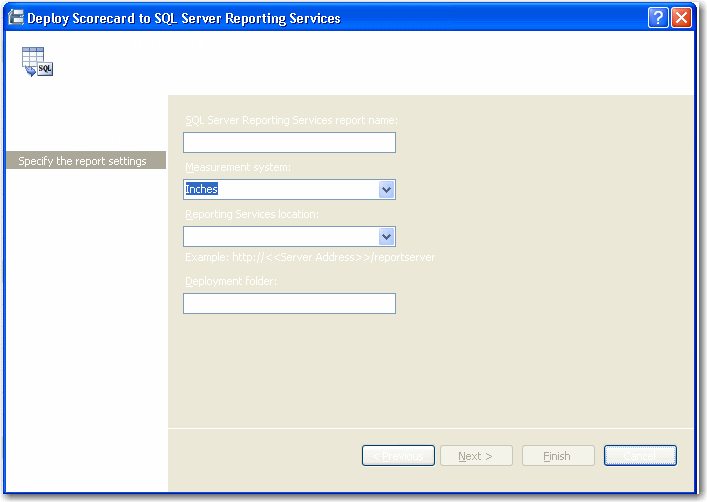 Deploy Scorecard to SQL Server Reporting Services
SQL
SQL Server Reporting Services report name:
Specify the report settings
Measurement system:
Inches
Reporting Services location:
Example: http://<<Server Address>>/reportserver
Deployment folder:
< Previous
Next >
Finish
Cancel